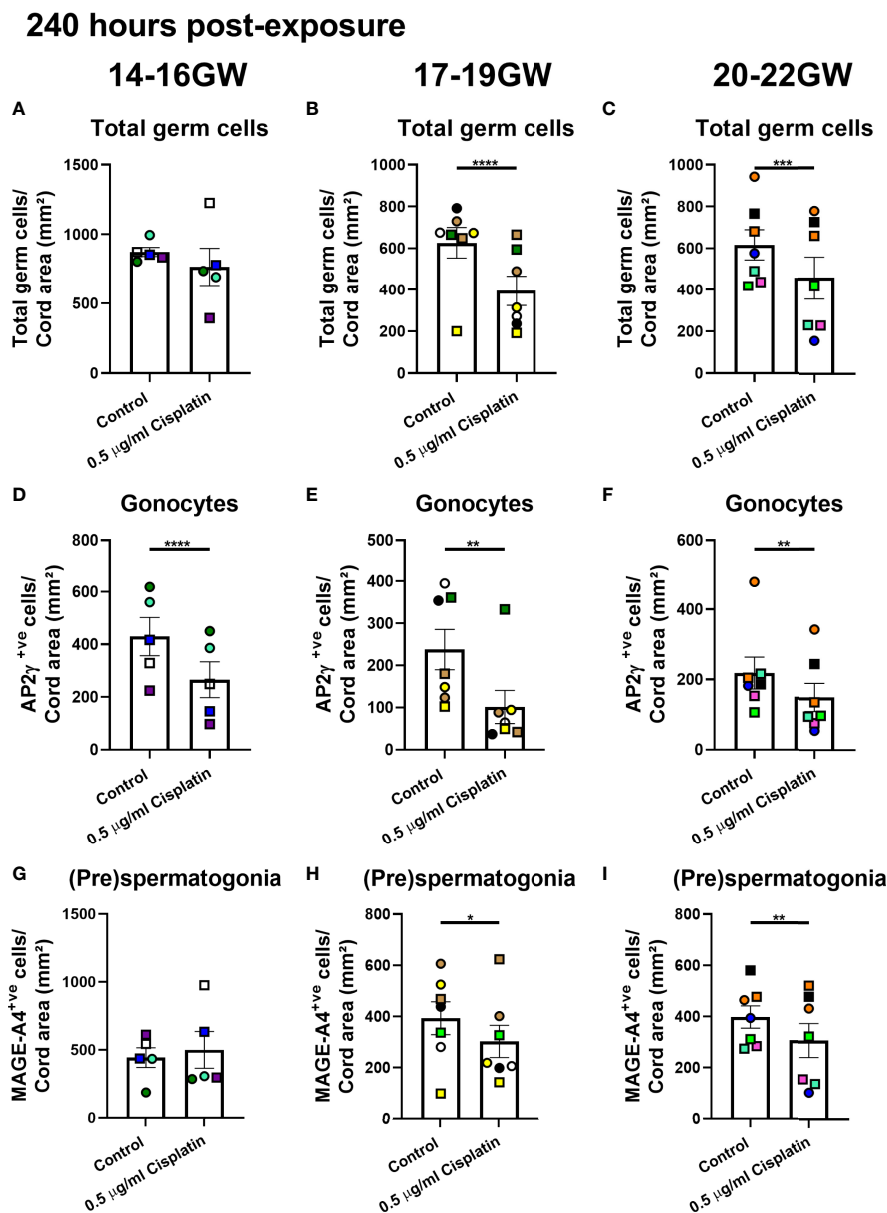 240 hours post-exposure
14-16GW
17-19GW
20-22GW
A
Total germ cells
Total germ cells/
Cord area (mm²)
1500
1000
500
0
Control
0.5 µg/ml Cisplatin
B
Total germ cells
Total germ cells/
Cord area (mm²)
1000
800
600
400
200
0
****
Control
0.5 µg/ml Cisplatin
C
Total germ cells
Total germ cells/
Cord area (mm²)
1000
800
600
400
200
0
***
Control
0.5 µg/ml Cisplatin
D
Gonocytes
AP2γ +ve cells/
Cord area (mm²)
800
600
400
200
0
****
Control
0.5 µg/ml Cisplatin
E
Gonocytes
AP2γ +ve cells/
Cord area (mm²)
500
400
300
200
100
0
**
Control
0.5 µg/ml Cisplatin
F
Gonocytes
AP2γ +ve cells/
Cord area (mm²)
600
400
200
0
**
Control
0.5 µg/ml Cisplatin
G
(Pre)spermatogonia
MAGE-A4+ve cells/
Cord area (mm²)
1500
1000
500
0
Control
0.5 µg/ml Cisplatin
H
(Pre)spermatogonia
MAGE-A4+ve cells/
Cord area (mm²)
800
600
400
200
0
*
Control
0.5 µg/ml Cisplatin
I
(Pre)spermatogonia
MAGE-A4+ve cells/
Cord area (mm²)
800
600
400
200
0
**
Control
0.5 µg/ml Cisplatin